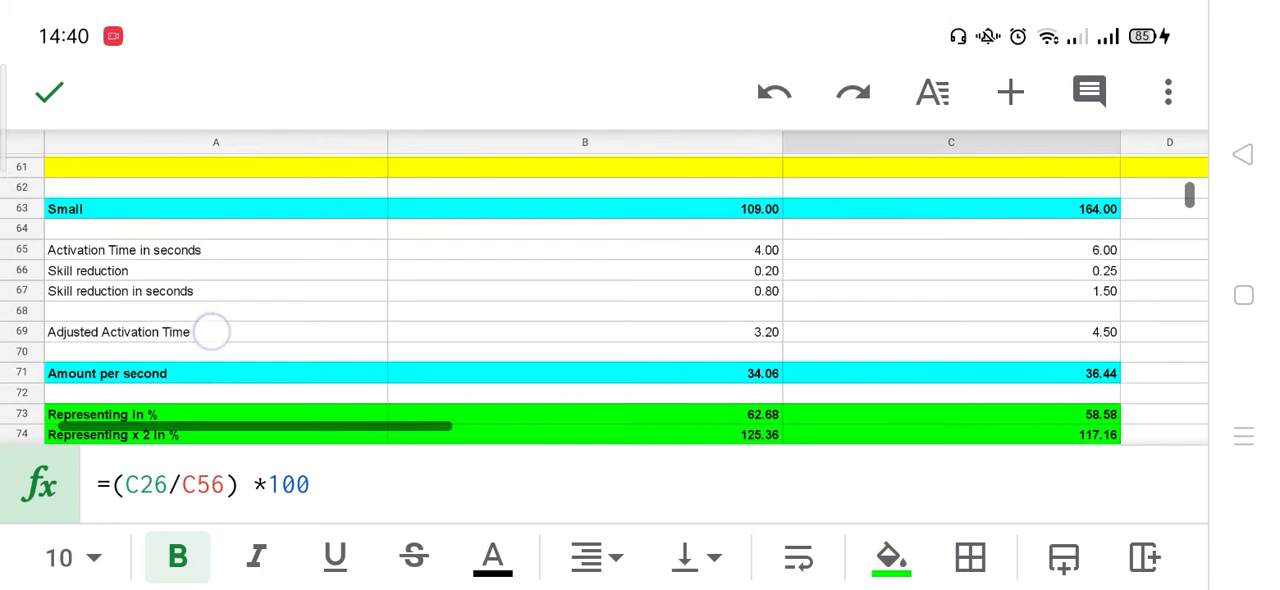 14:40 85
A B C D
61
62
63 Small 109.00 164.00
64
65 Activation Time in seconds 4.00 6.00
66 Skill reduction 0.20 0.25
67 Skill reduction in seconds 0.80 1.50
68
69 Adjusted Activation Time 3.20 4.50
70
71 Amount per second 34.06 36.44
72
73 Representing in % 62.68 58.58
74 Representing x 2 in % 125.36 117.16
fx =(C26/C56) *100
10 B I U S A